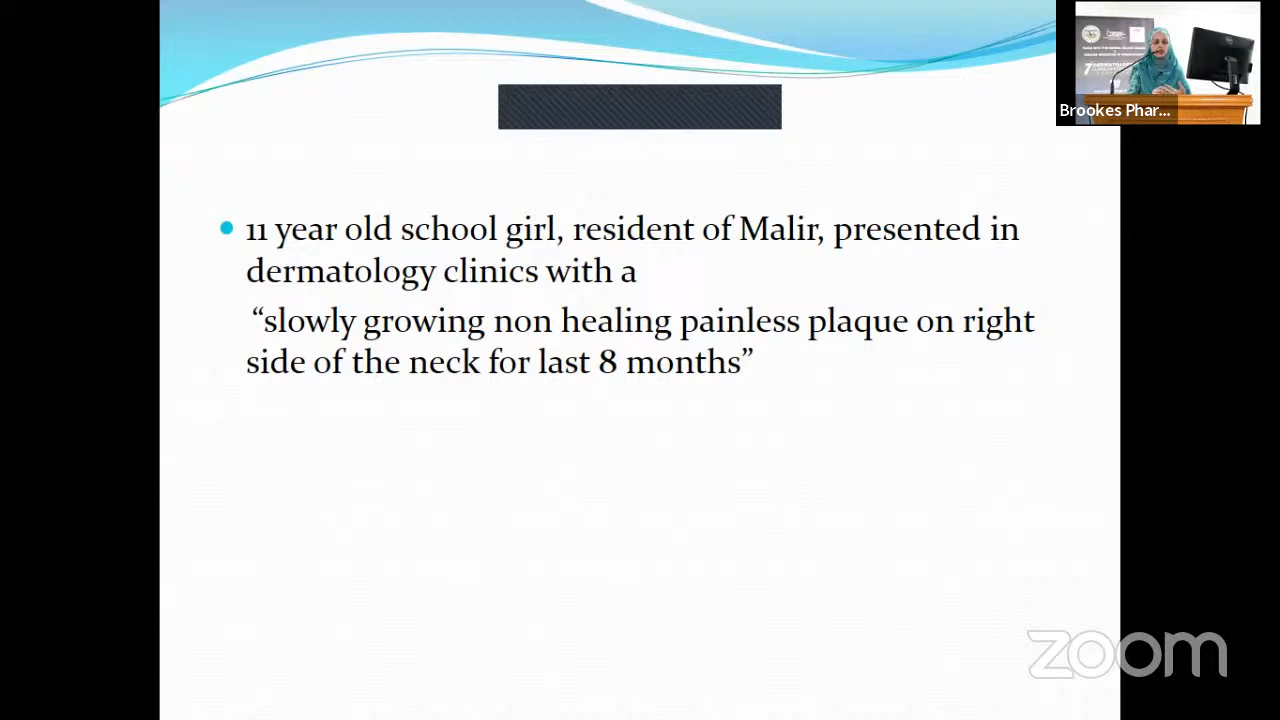 11 year old school girl, resident of Malir, presented in
dermatology clinics with a
“slowly growing non healing painless plaque on right
side of the neck for last 8 months”
Brookes Phar...
zoom